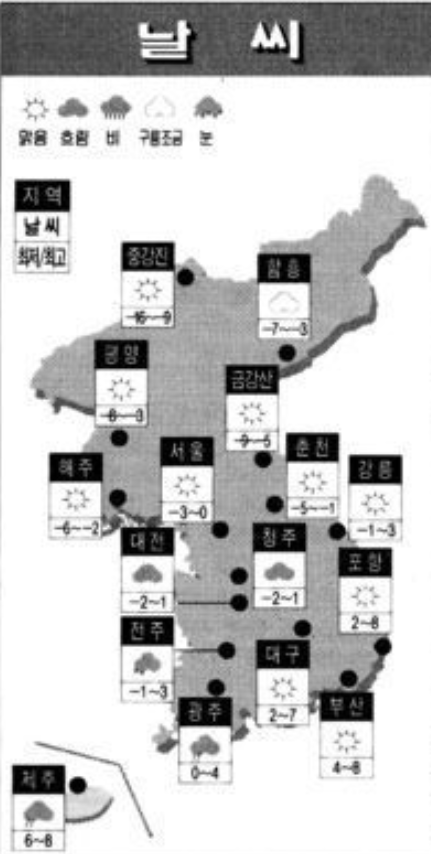 날 씨
맑음 흐림 비 구름조금 눈
지역
날씨
최저/최고
중강진
-16~-9
함흥
-7~-3
평양
-6~-3
금강산
-9~-5
해주
-6~-2
서울
-3~0
춘천
-5~-1
강릉
-1~3
대전
-2~1
청주
-2~1
포항
2~8
전주
-1~3
대구
2~7
광주
0~4
부산
4~8
제주
6~8